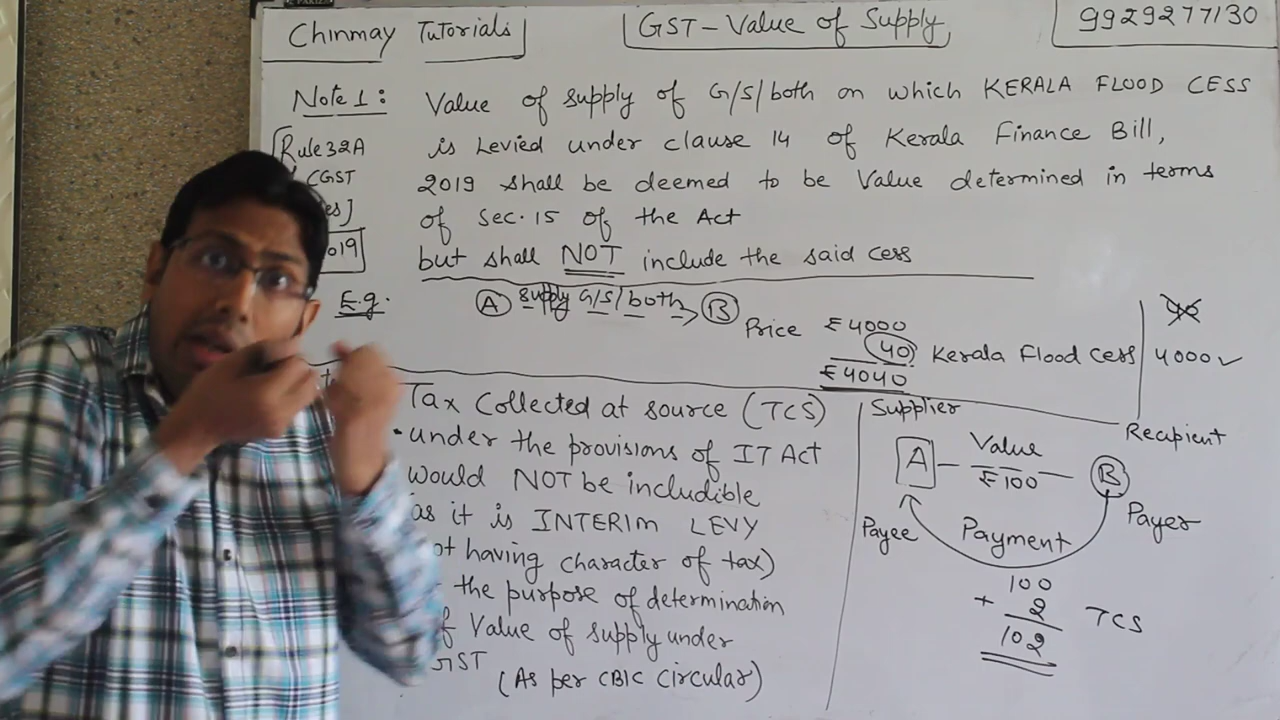 Chinmay Tutorials
GST - Value of Supply
9929277130
Note 1:
Value of supply of G/S/both on which KERALA FLOOD CESS
Rule 32A
is Levied under clause 14 of Kerala Finance Bill,
CGST
2019 shall be deemed to be Value determined in terms
es]
of Sec. 15 of the Act
019
but shall NOT include the said cess
E.g.
A supply G/S/both B
Price ₹4000
40
Kerala Flood Cess
₹4040
4000 ✓
Tax Collected at source (TCS)
• under the provisions of IT Act
would NOT be includible
as it is INTERIM LEVY
ot having character of tax)
the purpose of determination
f Value of supply under
GST
(As per CBIC circular)
Supplier
Recipient
A
Value
₹100
B
Payee
Payment
Payer
100
+ 2 TCS
102